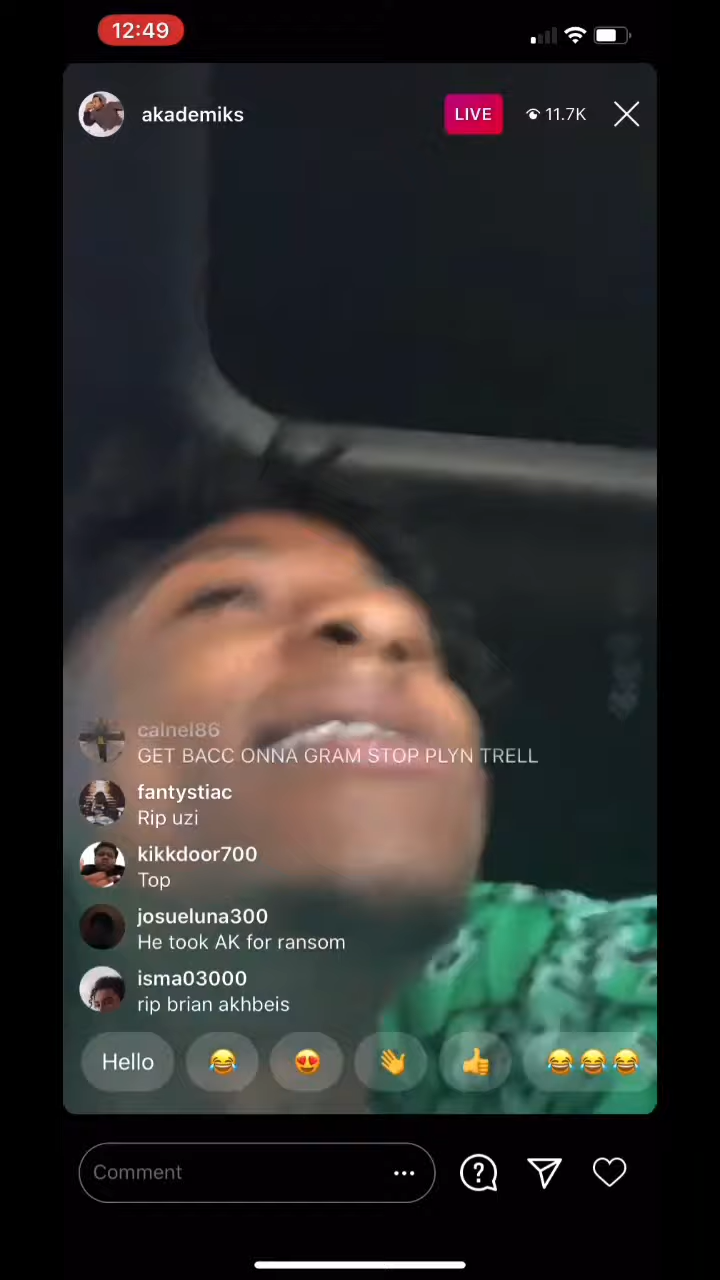 12:49
akademiks
LIVE
11.7K
calnel86
GET BACC ONNA GRAM STOP PLYN TRELL
fantystiac
Rip uzi
kikkdoor700
Top
josueluna300
He took AK for ransom
isma03000
rip brian akhbeis
Hello
Comment